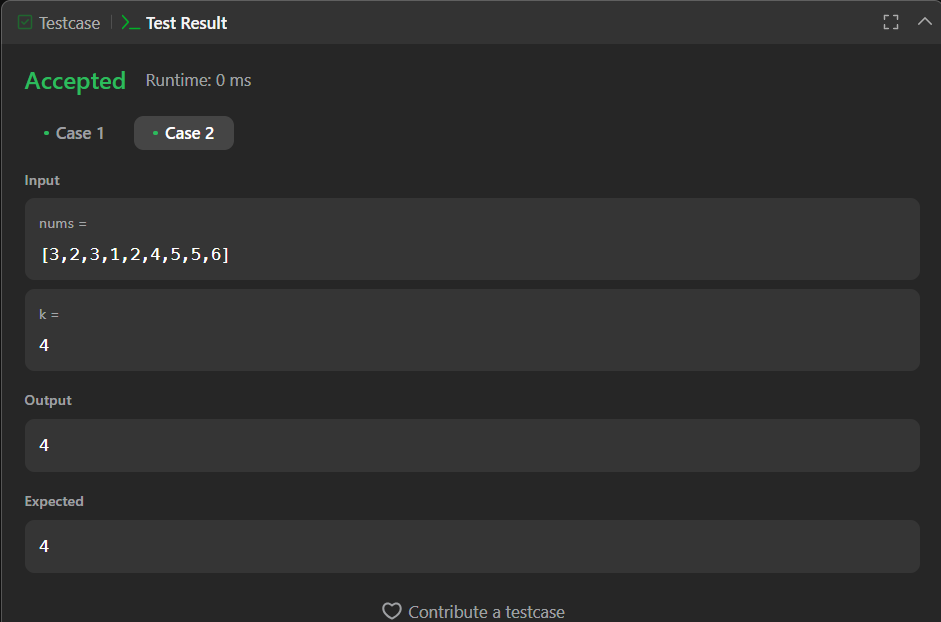 Testcase | >_ Test Result
Accepted Runtime: 0 ms
• Case 1 • Case 2
Input
nums =
[3,2,3,1,2,4,5,5,6]
k =
4
Output
4
Expected
4
Contribute a testcase